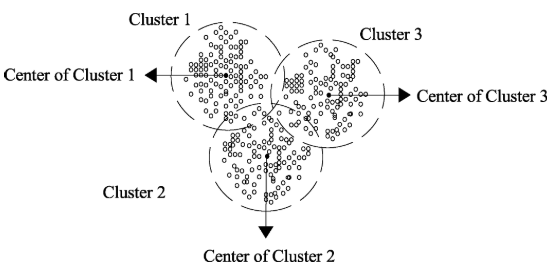 Cluster 1
Cluster 3
Center of Cluster 1
Center of Cluster 3
Cluster 2
Center of Cluster 2